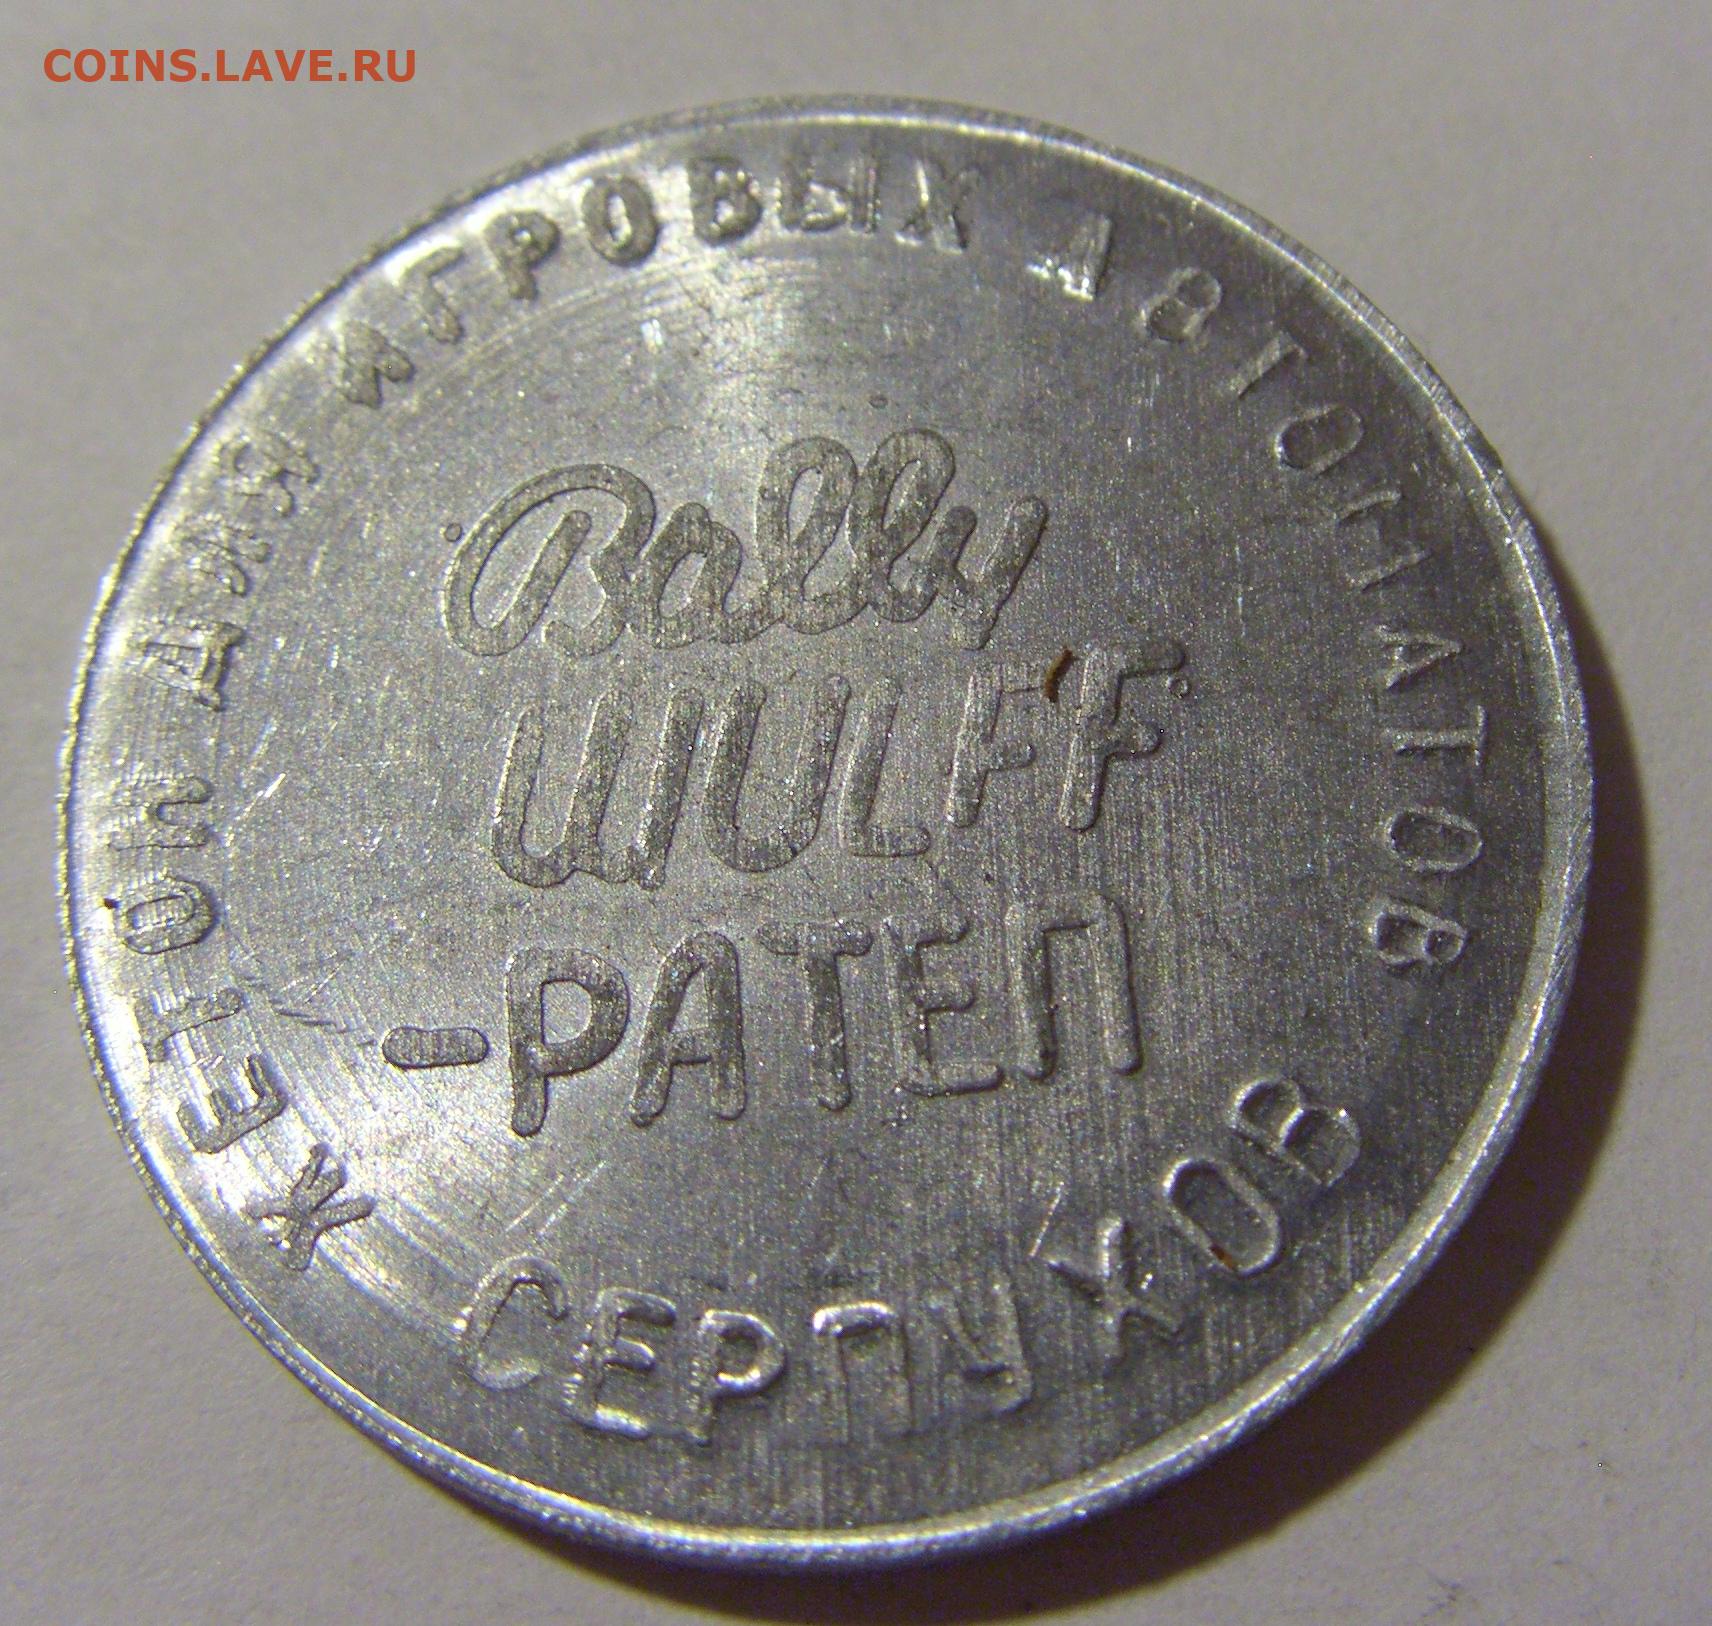 COINS.LAVE.RU
ЖЕТОН ДЛЯ ИГРОВЫХ АВТОМАТОВ
Bally
WULFF
-РАТЕП
СЕРПУХОВ